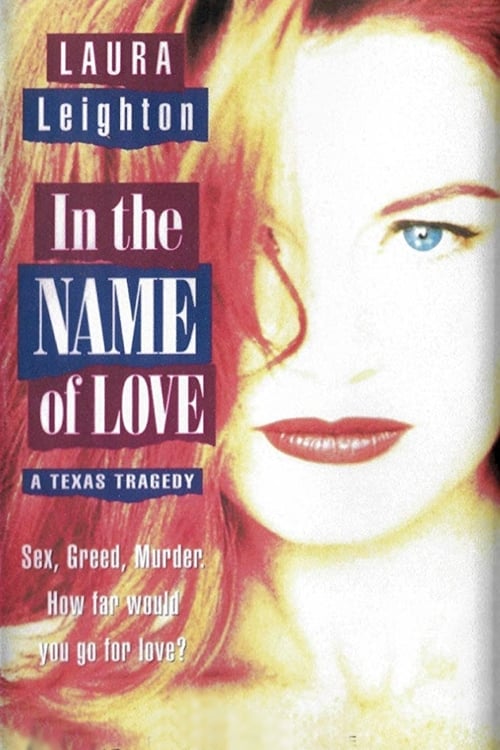 LAURA
Leighton
In the
NAME
of LOVE
A TEXAS TRAGEDY
Sex, Greed, Murder.
How far would
you go for love?